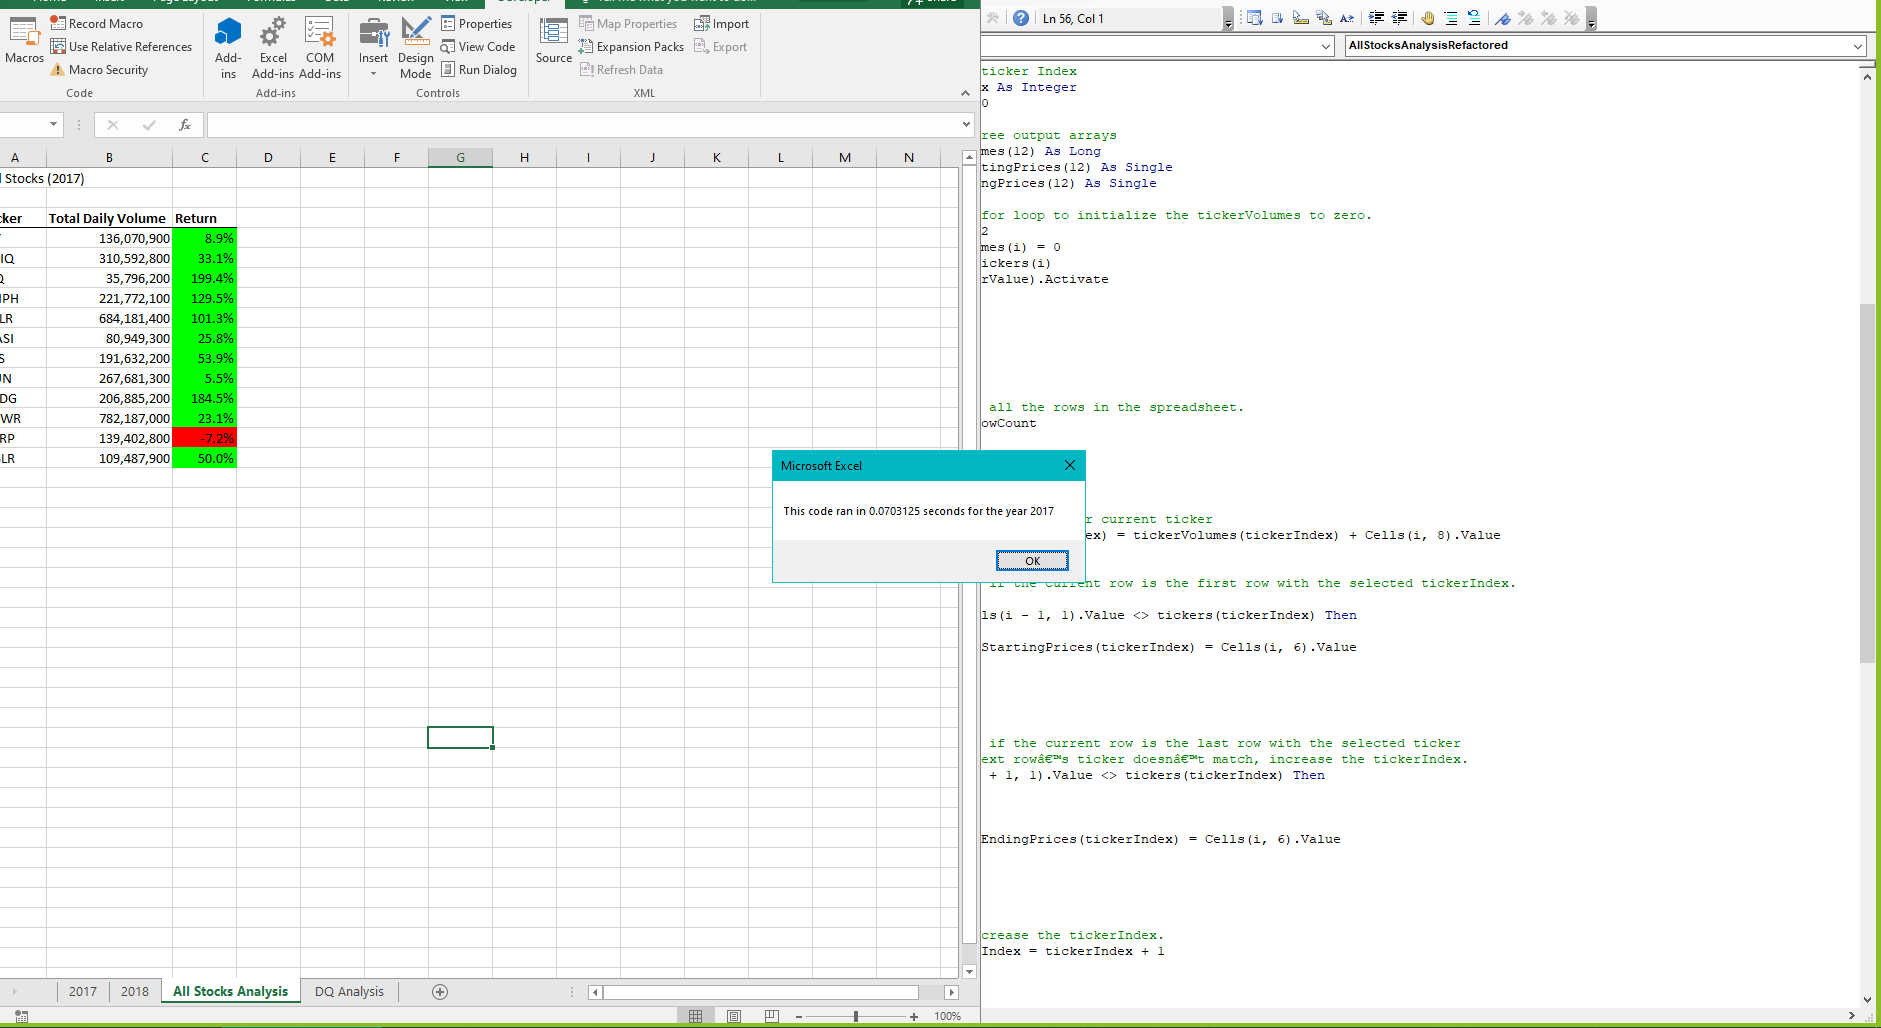 Record Macro
Use Relative References
Macro Security
Macros
Code
Add-
ins
Excel
Add-ins
COM
Add-ins
Add-ins
Insert
Design
Mode
Properties
View Code
Run Dialog
Controls
Source
Map Properties
Expansion Packs
Refresh Data
Import
Export
XML
fx
A B C D E F G H I J K L M N
Stocks (2017)
ker Total Daily Volume Return
136,070,900 8.9%
IQ 310,592,800 33.1%
Q 35,796,200 199.4%
PH 221,772,100 129.5%
LR 684,181,400 101.3%
ASI 80,949,300 25.8%
S 191,632,200 53.9%
UN 267,681,300 5.5%
DG 206,885,200 184.5%
WR 782,187,000 23.1%
RP 139,402,800 -7.2%
LR 109,487,900 50.0%
2017 2018 All Stocks Analysis DQ Analysis
100%
Ln 56, Col 1
AllStocksAnalysisRefactored
ticker Index
x As Integer
0
ree output arrays
mes(12) As Long
tingPrices(12) As Single
ngPrices(12) As Single
for loop to initialize the tickerVolumes to zero.
2
mes(i) = 0
ickers(i)
rValue).Activate
all the rows in the spreadsheet.
owCount
Microsoft Excel
This code ran in 0.0703125 seconds for the year 2017
OK
r current ticker
ex) = tickerVolumes(tickerIndex) + Cells(i, 8).Value
if the current row is the first row with the selected tickerIndex.
ls(i - 1, 1).Value <> tickers(tickerIndex) Then
StartingPrices(tickerIndex) = Cells(i, 6).Value
if the current row is the last row with the selected ticker
ext rowâ€™s ticker doesnâ€™t match, increase the tickerIndex.
+ 1, 1).Value <> tickers(tickerIndex) Then
EndingPrices(tickerIndex) = Cells(i, 6).Value
crease the tickerIndex.
Index = tickerIndex + 1